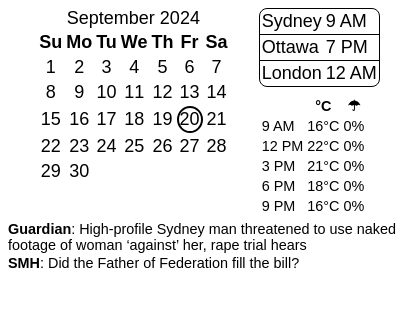 September 2024
Su Mo Tu We Th Fr Sa
1 2 3 4 5 6 7
8 9 10 11 12 13 14
15 16 17 18 19 20 21
22 23 24 25 26 27 28
29 30
Sydney 9 AM
Ottawa 7 PM
London 12 AM
°C ☂
9 AM 16°C 0%
12 PM 22°C 0%
3 PM 21°C 0%
6 PM 18°C 0%
9 PM 16°C 0%
Guardian: High-profile Sydney man threatened to use naked
footage of woman ‘against’ her, rape trial hears
SMH: Did the Father of Federation fill the bill?